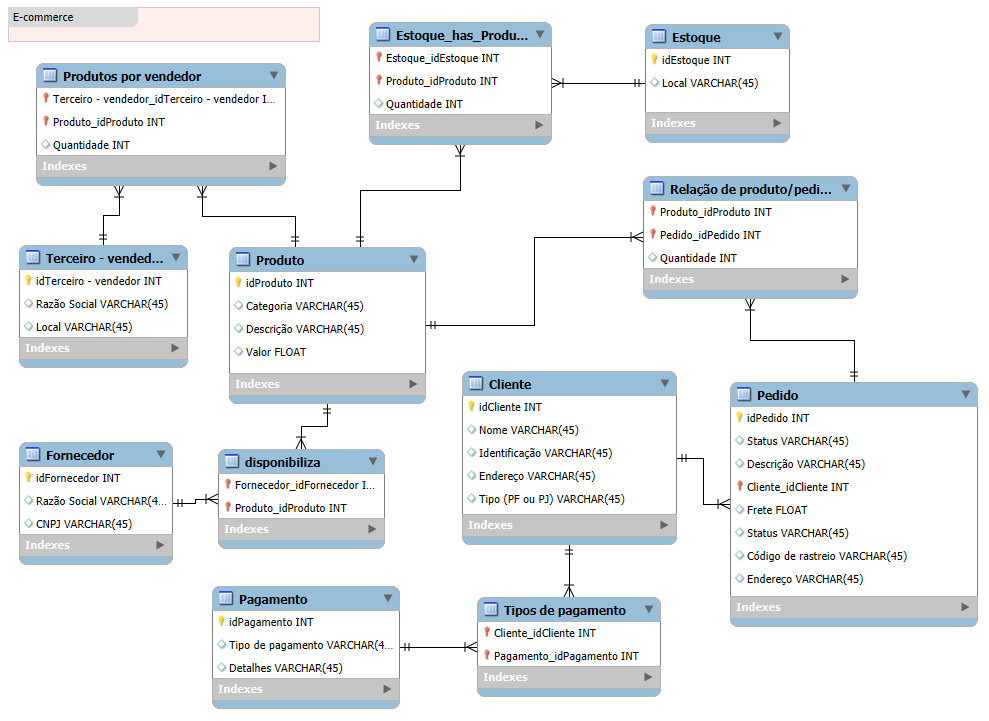 E-commerce
Produtos por vendedor
Terceiro - vendedor_idTerceiro - vendedor I...
Produto_idProduto INT
Quantidade INT
Indexes
Estoque_has_Produ...
Estoque_idEstoque INT
Produto_idProduto INT
Quantidade INT
Indexes
Estoque
idEstoque INT
Local VARCHAR(45)
Indexes
Relação de produto/pedi...
Produto_idProduto INT
Pedido_idPedido INT
Quantidade INT
Indexes
Terceiro - vended...
idTerceiro - vendedor INT
Razão Social VARCHAR(45)
Local VARCHAR(45)
Indexes
Produto
idProduto INT
Categoria VARCHAR(45)
Descrição VARCHAR(45)
Valor FLOAT
Indexes
Cliente
idCliente INT
Nome VARCHAR(45)
Identificação VARCHAR(45)
Endereço VARCHAR(45)
Tipo (PF ou PJ) VARCHAR(45)
Indexes
Pedido
idPedido INT
Status VARCHAR(45)
Descrição VARCHAR(45)
Cliente_idCliente INT
Frete FLOAT
Status VARCHAR(45)
Código de rastreio VARCHAR(45)
Endereço VARCHAR(45)
Indexes
Fornecedor
idFornecedor INT
Razão Social VARCHAR(4...
CNPJ VARCHAR(45)
Indexes
disponibiliza
Fornecedor_idFornecedor I...
Produto_idProduto INT
Indexes
Pagamento
idPagamento INT
Tipo de pagamento VARCHAR(4...
Detalhes VARCHAR(45)
Indexes
Tipos de pagamento
Cliente_idCliente INT
Pagamento_idPagamento INT
Indexes